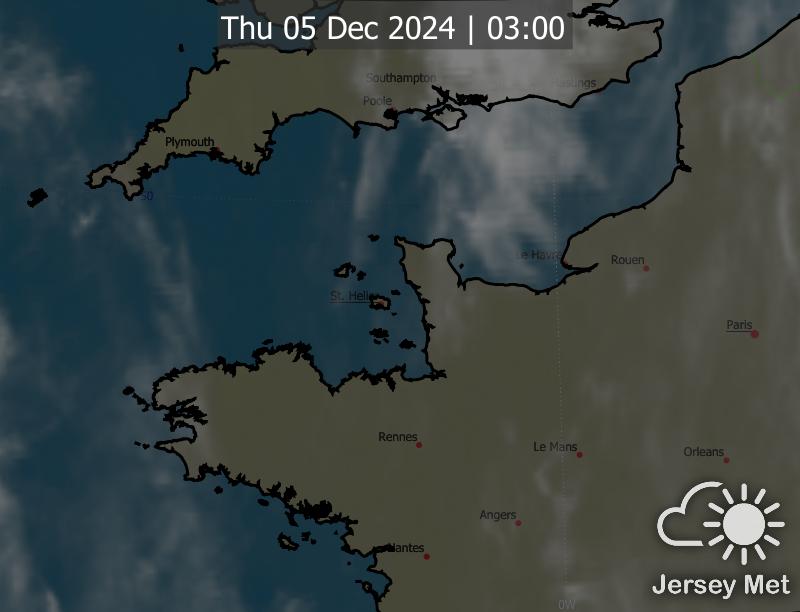 Thu 05 Dec 2024 | 03:00
Southampton
Hastings
Poole
Plymouth
50
Le Havre
Rouen
St. Helier
Paris
Rennes
Le Mans
Orleans
Angers
Nantes
0W
Jersey Met